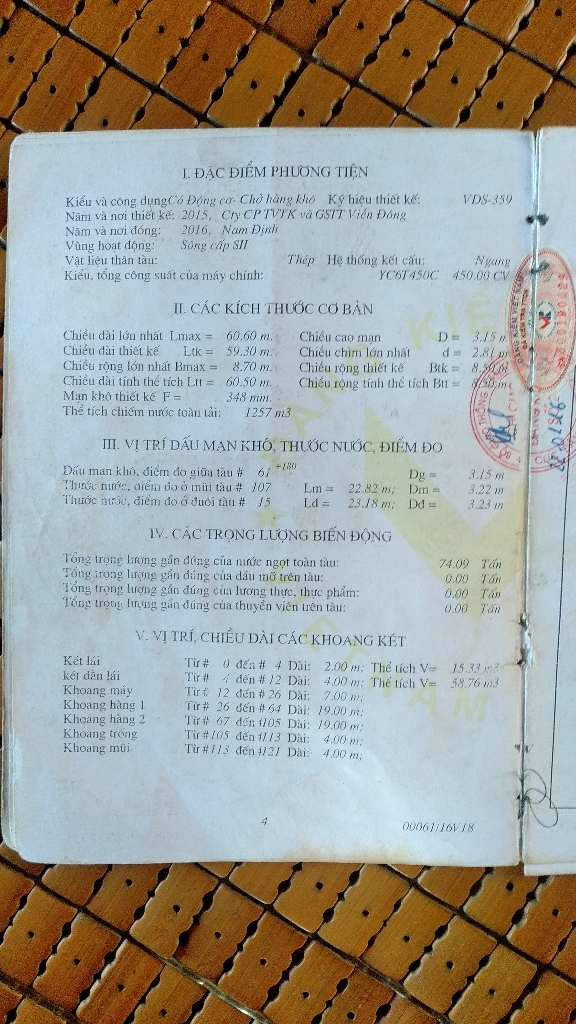 I. ĐẶC ĐIỂM PHƯƠNG TIỆN
Kiểu và công dụng Có Động cơ- Chở hàng khô Ký hiệu thiết kế: VDS-359
Năm và nơi thiết kế: 2015, Cty CP TVTK và GSTT Viễn Đông
Năm và nơi đóng: 2016, Nam Định
Vùng hoạt động: Sông cấp SII
Vật liệu thân tàu: Thép Hệ thống kết cấu: Ngang
Kiểu, tổng công suất của máy chính: YC6T450C 450.00 CV
II. CÁC KÍCH THƯỚC CƠ BẢN
Chiều dài lớn nhất Lmax = 60.60 m. Chiều cao mạn D = 3.15 m
Chiều dài thiết kế Ltk = 59.30 m. Chiều chìm lớn nhất d = 2.81 m
Chiều rộng lớn nhất Bmax = 8.70 m. Chiều rộng thiết kế Btk = 8.50 m
Chiều dài tính thể tích Ltt = 60.50 m. Chiều rộng tính thể tích Btt = 8.50 m
Mạn khô thiết kế F = 348 mm.
Thể tích chiếm nước toàn tải: 1257 m3
III. VỊ TRÍ DẤU MẠN KHÔ, THƯỚC NƯỚC, ĐIỂM ĐO
Dấu mạn khô, điểm đo giữa tàu # 61 +180 Dg = 3.15 m
Thước nước, điểm đo ở mũi tàu # 107 Lm = 22.82 m; Dm = 3.22 m
Thước nước, điểm đo ở đuôi tàu # 15 Lđ = 23.18 m; Dđ = 3.23 m
IV. CÁC TRỌNG LƯỢNG BIẾN ĐỘNG
Tổng trọng lượng gần đúng của nước ngọt toàn tàu: 74.09 Tấn
Tổng trọng lượng gần đúng của dầu mỡ trên tàu: 0.00 Tấn
Tổng trọng lượng gần đúng của lương thực, thực phẩm: 0.00 Tấn
Tổng trọng lượng gần đúng của thuyền viên trên tàu: 0.00 Tấn
V. VỊ TRÍ, CHIỀU DÀI CÁC KHOANG KÉT
Két lái Từ # 0 đến # 4 Dài: 2.00 m; Thể tích V= 15.33 m3
két dằn lái Từ # 4 đến # 12 Dài: 4.00 m; Thể tích V= 58.76 m3
Khoang máy Từ # 12 đến # 26 Dài: 7.00 m;
Khoang hàng 1 Từ # 26 đến # 64 Dài: 19.00 m;
Khoang hàng 2 Từ # 67 đến #105 Dài: 19.00 m;
Khoang trống Từ #105 đến #113 Dài: 4.00 m;
Khoang mũi Từ #113 đến #121 Dài: 4.00 m;
4
00061/16V18
ĐĂNG KIỂM
VIỆT NAM
VR